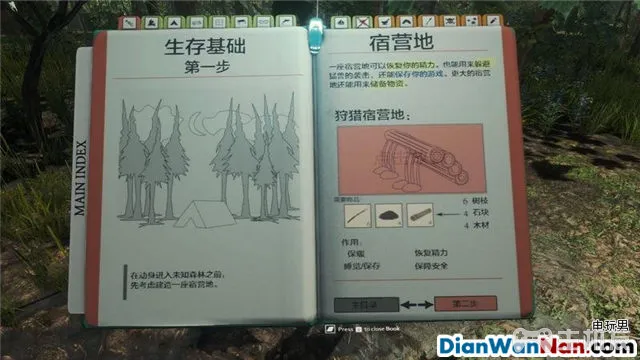 MAIN INDEX
生存基础
第一步
在动身进入未知森林之前,
先考虑建造一座宿营地。
宿营地
一座宿营地可以恢复你的精力。也能用来躲避
猛兽的袭击,还能保存你的游戏。更大的宿营
地还能用来储备物资。
狩猎宿营地:
6 树枝
4 石块
4 木材
作用:
保暖 恢复精力
睡觉/保存 保障安全
主目录
第二步
Press to close Book
电玩男
DianWanNan.com